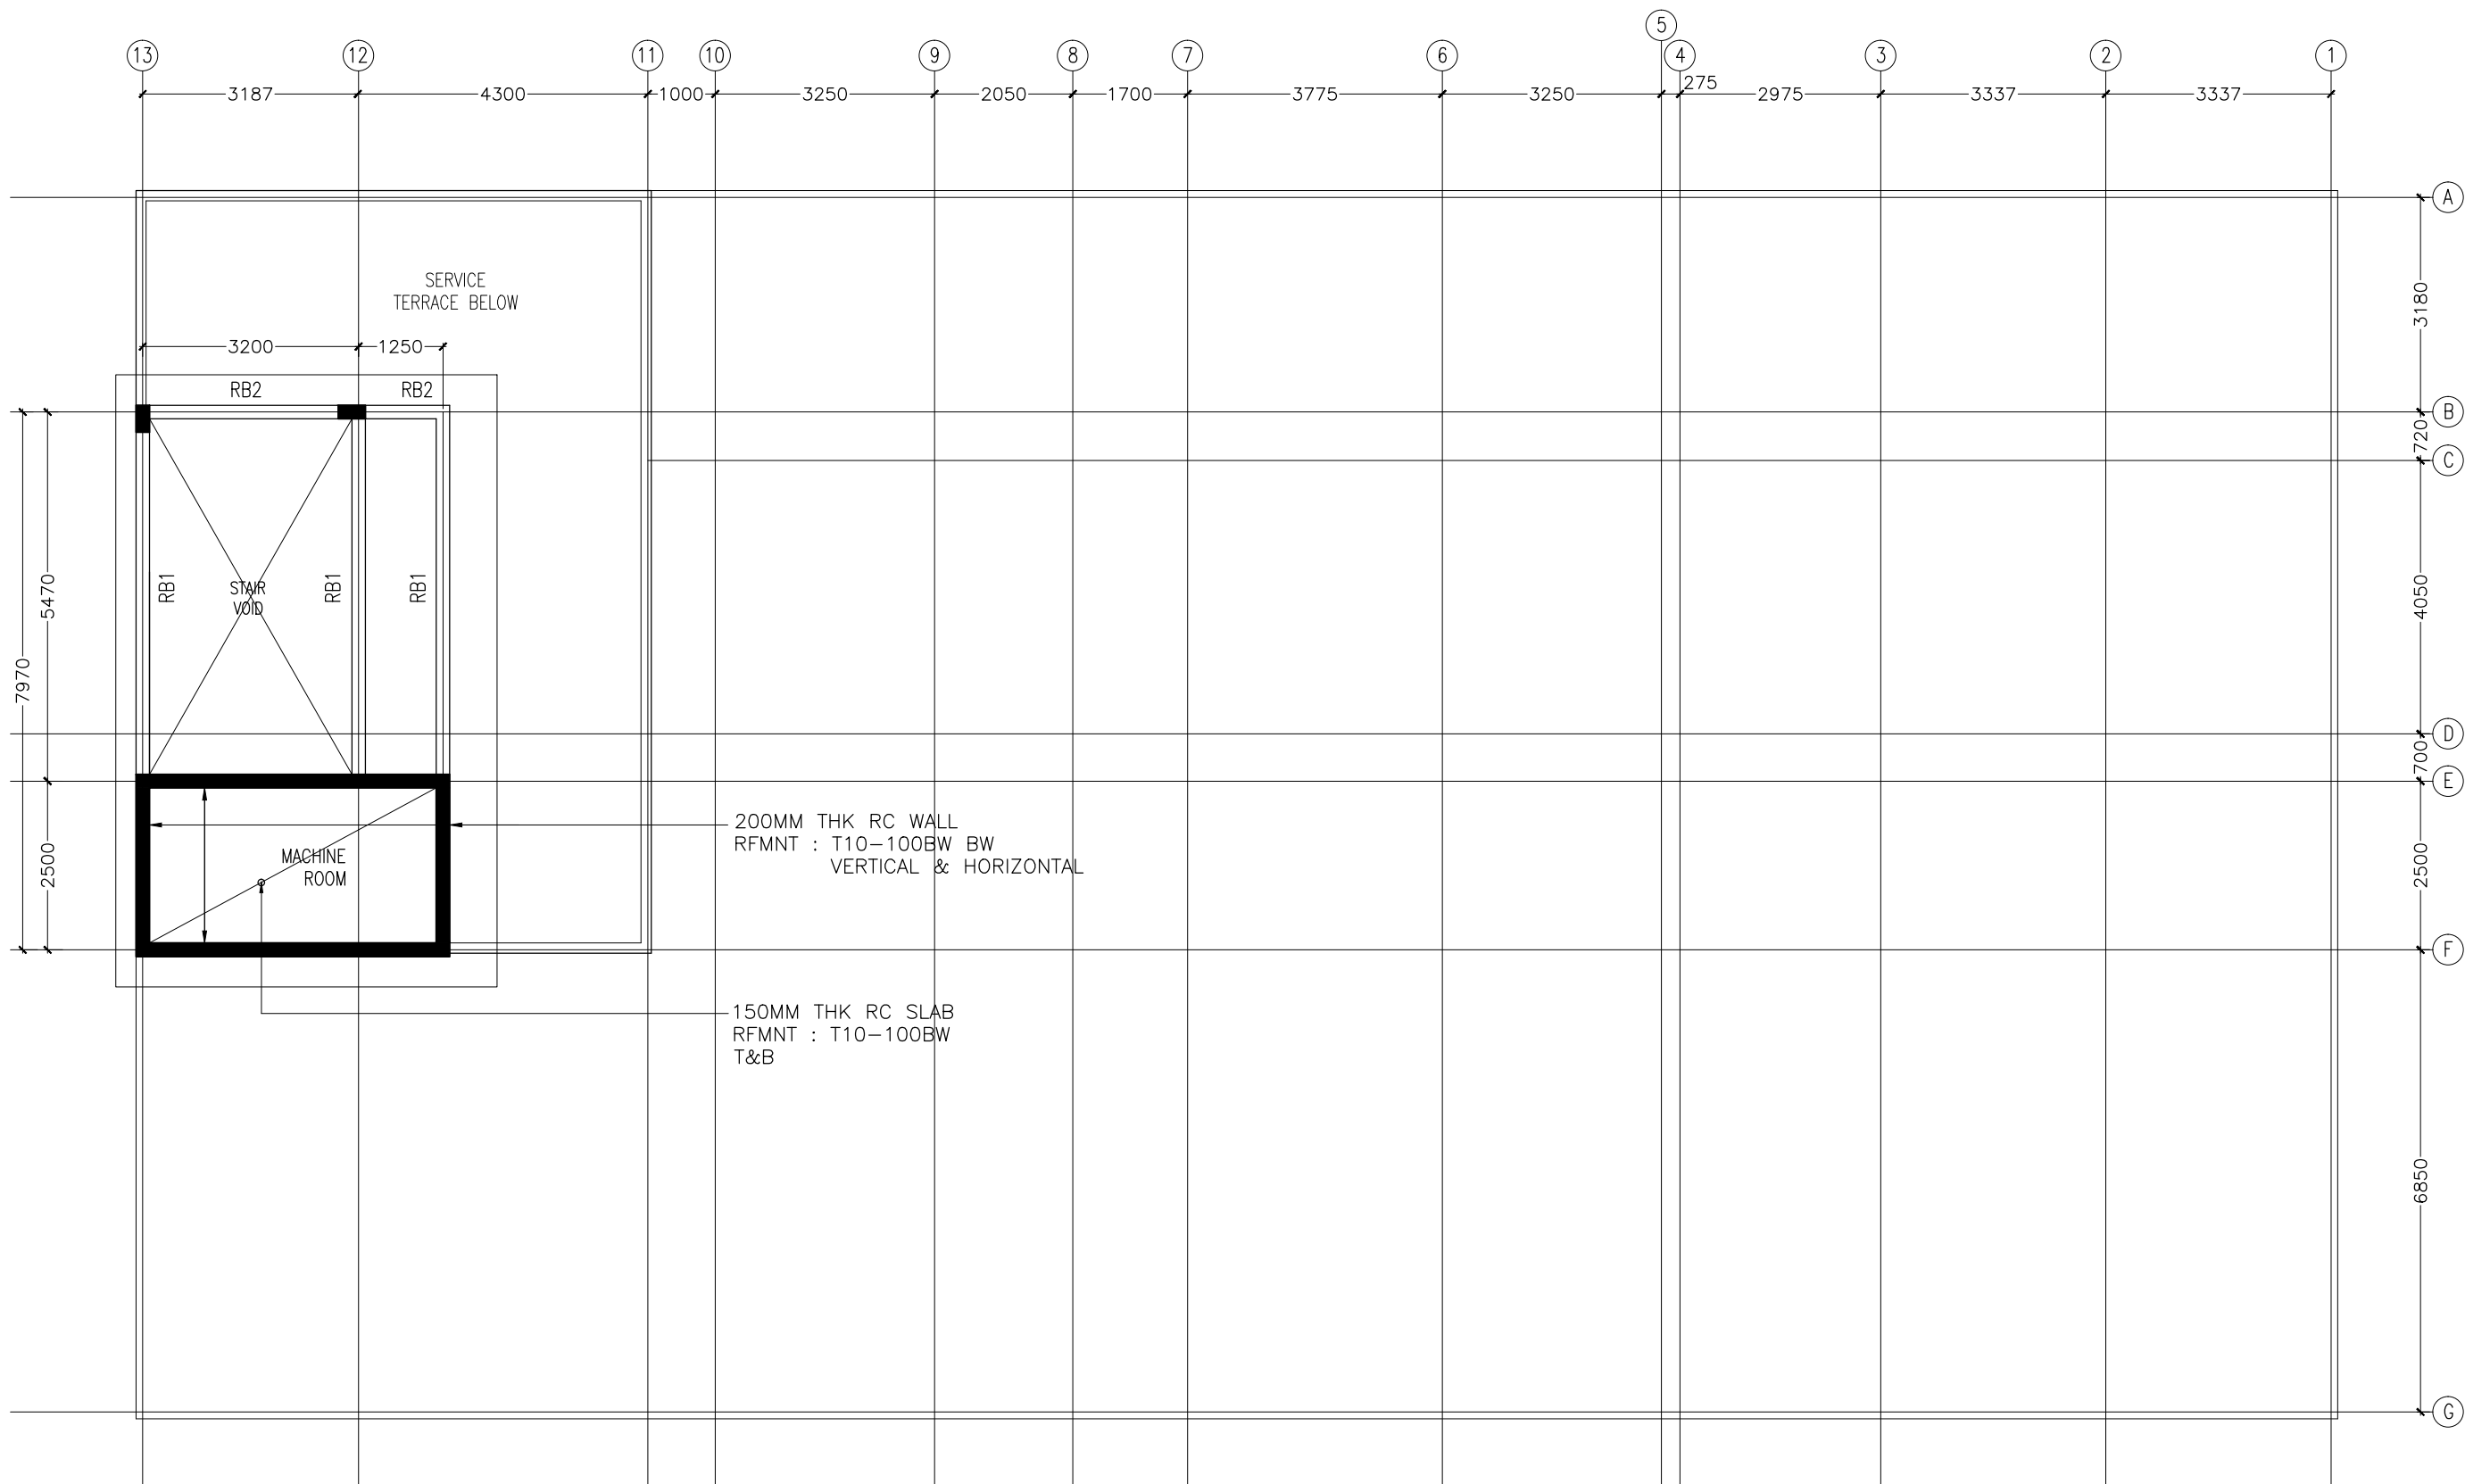 5
13 12 11 10 9 8 7 6 4 3 2 1
275
3187 4300 1000 3250 2050 1700 3775 3250 2975 3337 3337
A
SERVICE
TERRACE BELOW
3180
3200 1250
RB2 RB2
B
720
C
5470
RB1 RB1 RB1
STAIR
VOID
4050
7970
D
700
E
200MM THK RC WALL
RFMNT : T10-100BW BW
VERTICAL & HORIZONTAL
MACHINE
ROOM
2500
2500
F
150MM THK RC SLAB
RFMNT : T10-100BW
T&B
6850
G